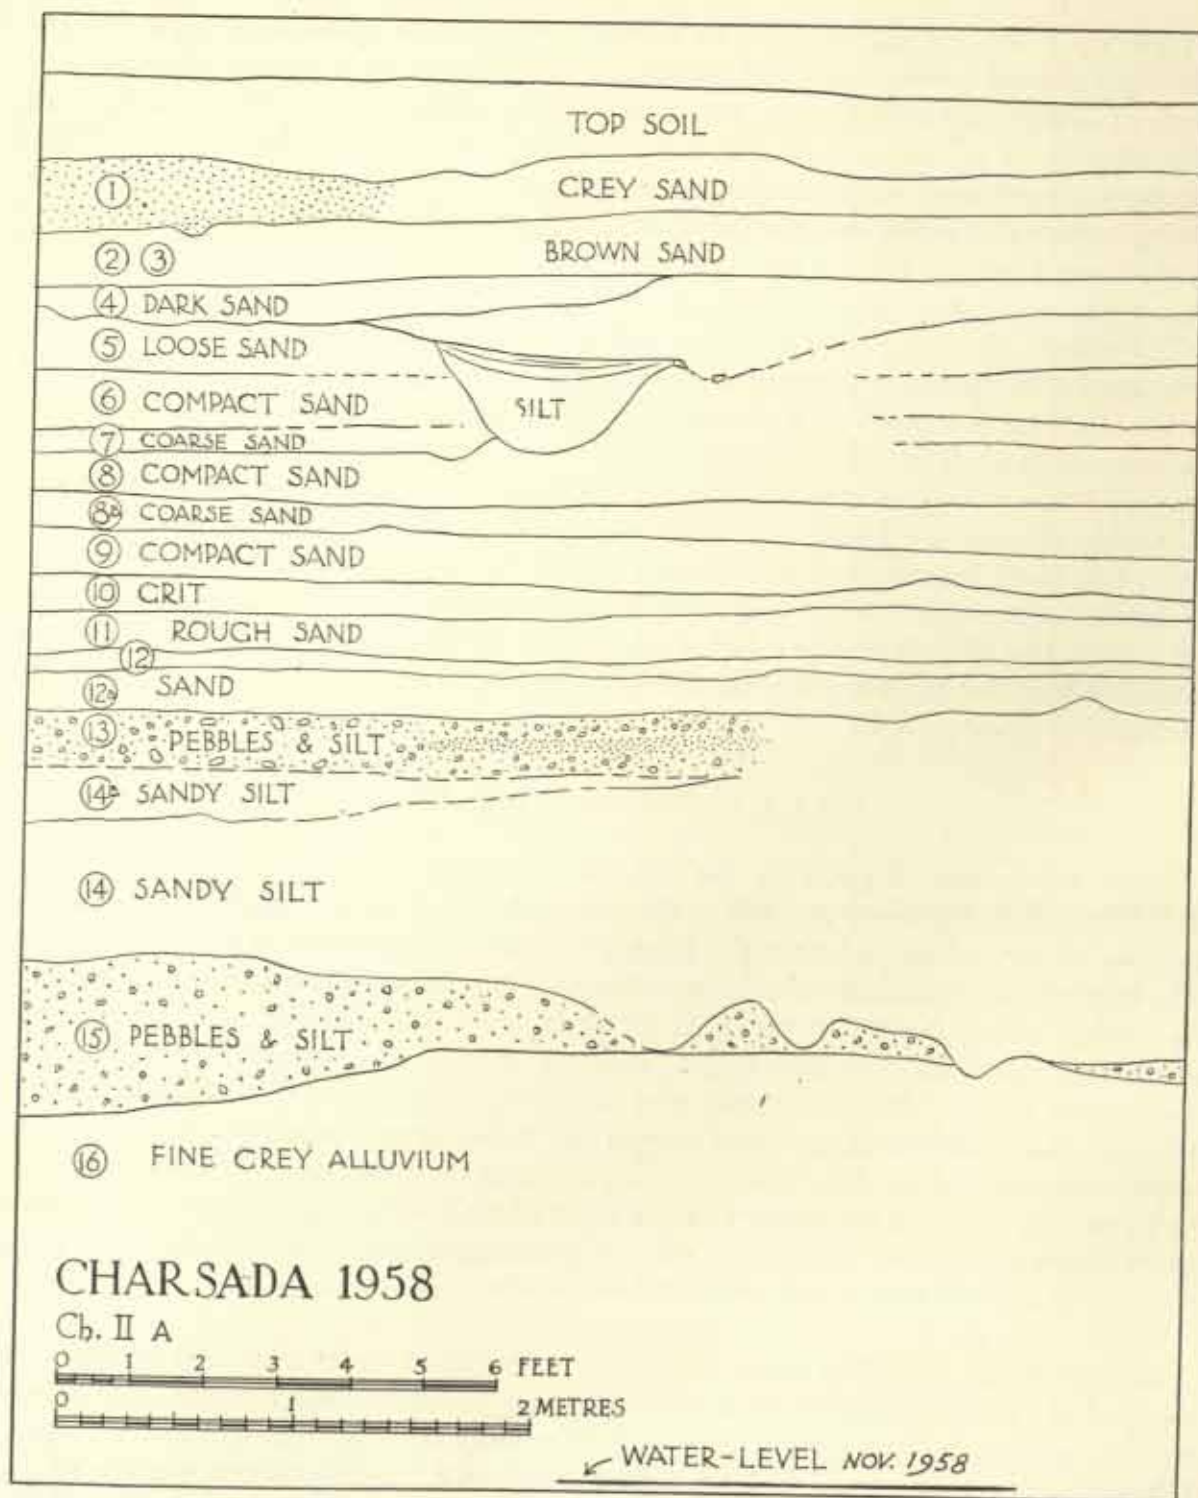 TOP SOIL
① GREY SAND
② ③ BROWN SAND
④ DARK SAND
⑤ LOOSE SAND
⑥ COMPACT SAND
SILT
⑦ COARSE SAND
⑧ COMPACT SAND
8a COARSE SAND
⑨ COMPACT SAND
⑩ GRIT
⑪ ROUGH SAND
⑫
12a SAND
⑬ PEBBLES & SILT
14a SANDY SILT
⑭ SANDY SILT
⑮ PEBBLES & SILT
⑯ FINE GREY ALLUVIUM
CHARSADA 1958
Ch. II A
0 1 2 3 4 5 6 FEET
0 1 2 METRES
WATER-LEVEL NOV. 1958